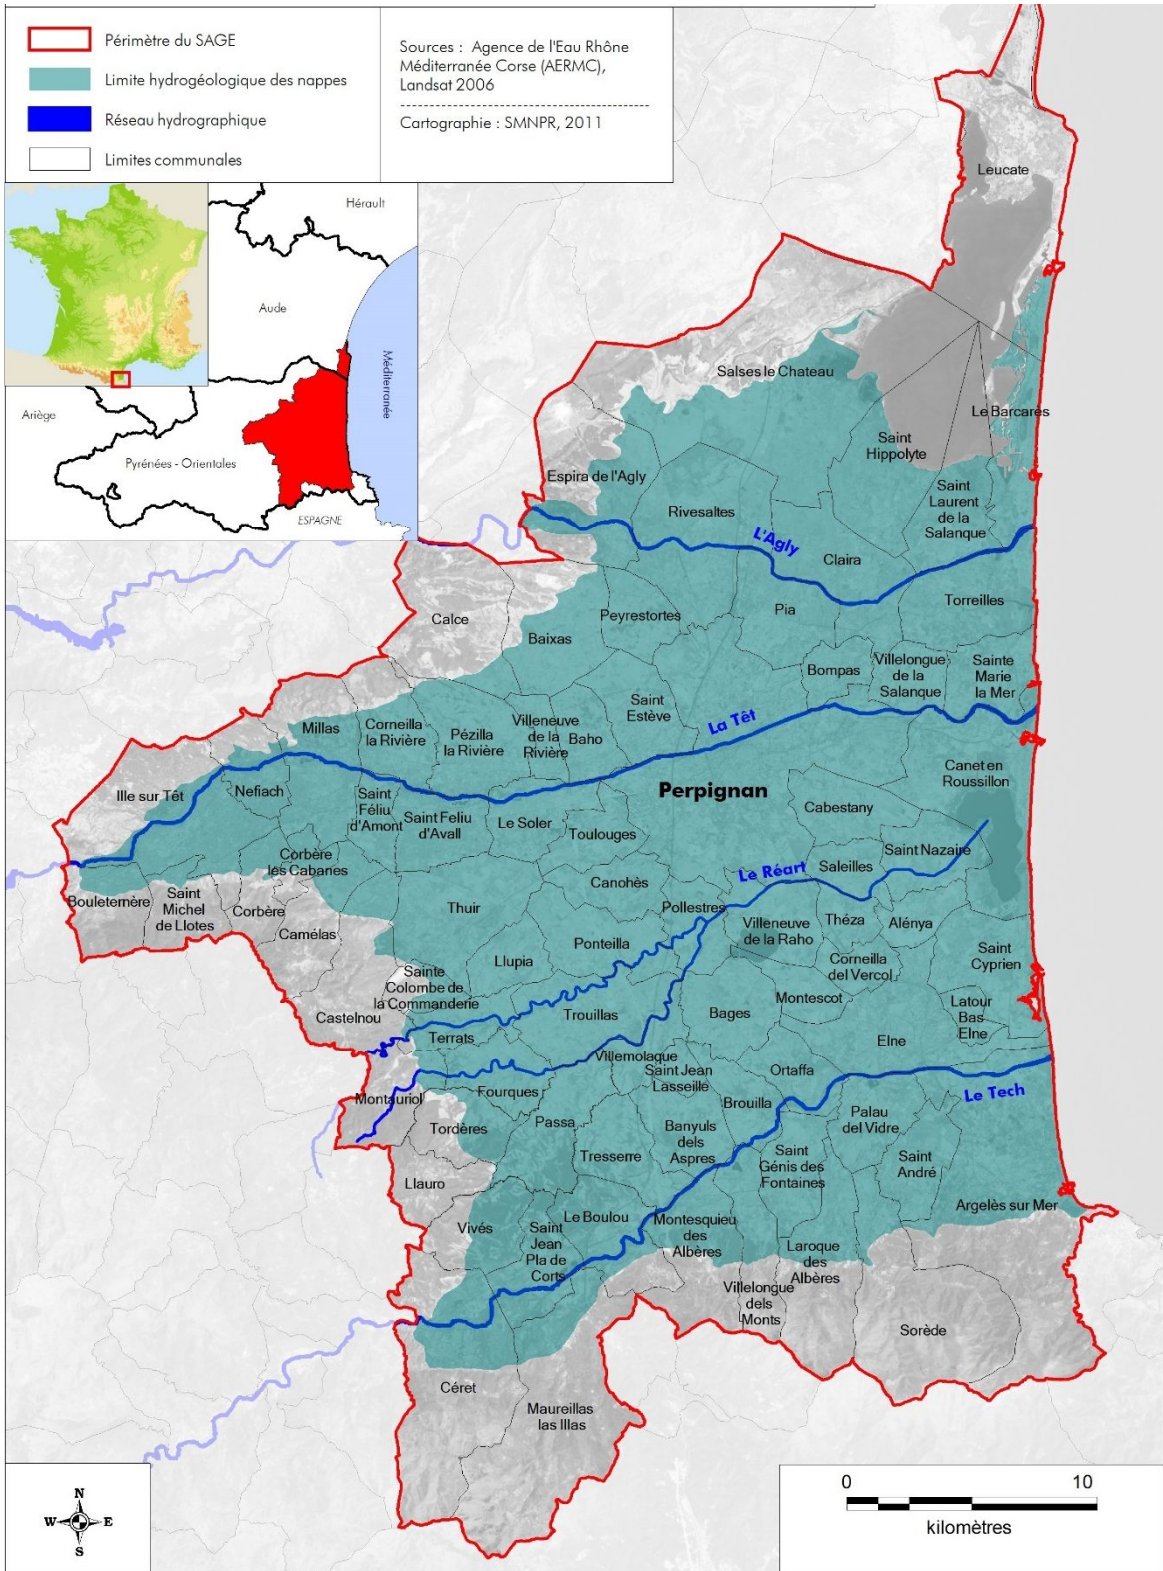 Périmètre du SAGE
Limite hydrogéologique des nappes
Réseau hydrographique
Limites communales
Sources : Agence de l'Eau Rhône
Méditerranée Corse (AERMC),
Landsat 2006
Cartographie : SMNPR, 2011
Hérault
Aude
Ariège
Pyrénées - Orientales
ESPAGNE
Méditerranée
Leucate
Salses le Chateau
Le Barcarès
Saint
Hippolyte
Espira de l'Agly
Rivesaltes
Saint
Laurent
de la
Salanque
L'Agly
Claira
Calce
Baixas
Peyrestortes
Pia
Torreilles
Bompas
Villelongue
de la
Salanque
Sainte
Marie
la Mer
Millas
Corneilla
la Rivière
Pézilla
la Rivière
Villeneuve
de la
Rivière
Baho
Saint
Estève
La Têt
Ille sur Têt
Nefiach
Saint
Féliu
d'Amont
Saint Feliu
d'Avall
Le Soler
Toulouges
Perpignan
Canet en
Roussillon
Cabestany
Corbère
les Cabanes
Bouleternère
Saint
Michel
de Llotes
Corbère
Camélas
Thuir
Canohès
Pollestres
Le Réart
Saleilles
Saint Nazaire
Villeneuve
de la Raho
Théza
Alénya
Ponteilla
Llupia
Corneilla
del Vercol
Saint
Cyprien
Sainte
Colombe de
la Commanderie
Castelnou
Terrats
Trouillas
Bages
Montescot
Latour
Bas
Elne
Elne
Villemolaque
Saint Jean
Lasseille
Ortaffa
Montauriol
Fourques
Tordères
Passa
Brouilla
Le Tech
Banyuls
dels
Aspres
Palau
del Vidre
Tresserre
Saint
Génis des
Fontaines
Saint
André
Llauro
Vivés
Saint
Jean
Pla de
Corts
Le Boulou
Montesquieu
des
Albères
Argelès sur Mer
Laroque
des
Albères
Villelongue
dels
Monts
Sorède
Céret
Maureillas
las Illas
N
W
E
S
0
10
kilomètres